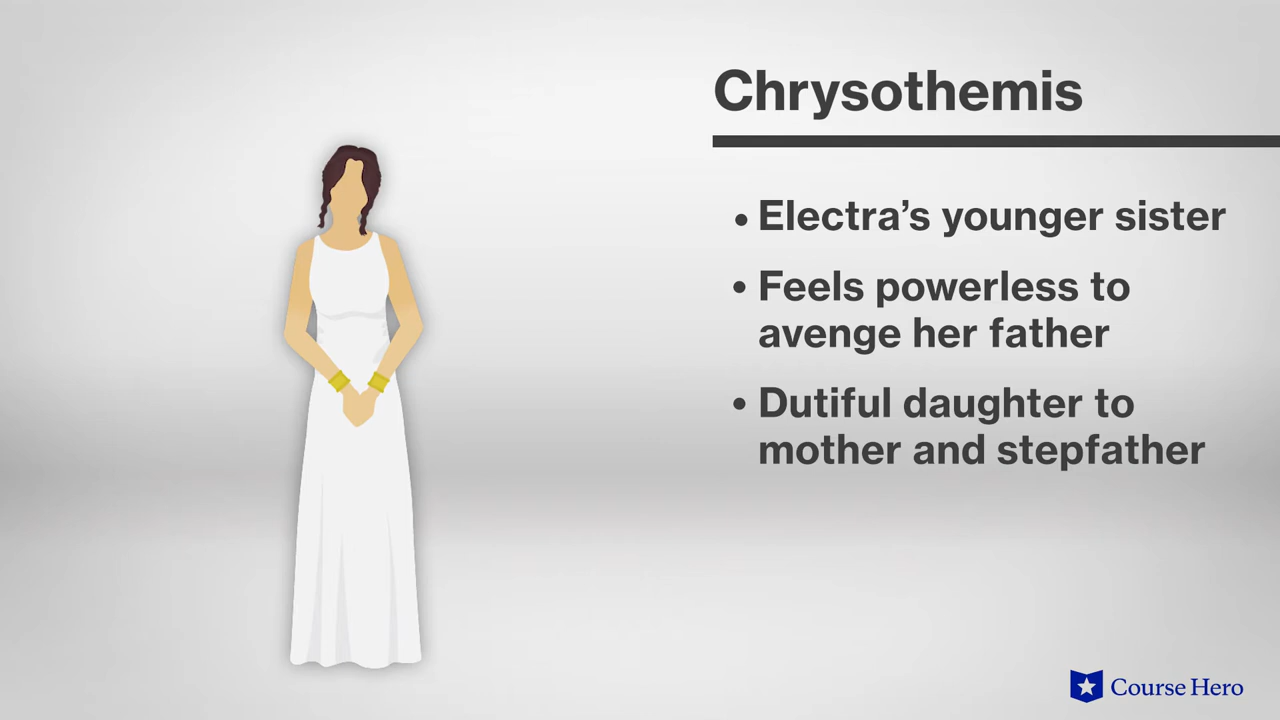 Chrysothemis
• Electra’s younger sister
• Feels powerless to
avenge her father
• Dutiful daughter to
mother and stepfather
Course Hero